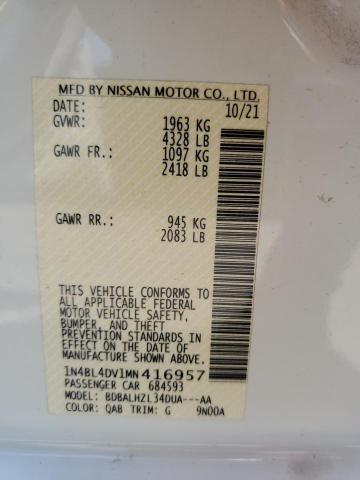 MFD BY NISSAN MOTOR CO., LTD.
DATE: 10/21
GVWR: 1963 KG
4328 LB
GAWR FR.: 1097 KG
2418 LB
GAWR RR.: 945 KG
2083 LB
THIS VEHICLE CONFORMS TO
ALL APPLICABLE FEDERAL
MOTOR VEHICLE SAFETY,
BUMPER, AND THEFT
PREVENTION STANDARDS IN
EFFECT ON THE DATE OF
MANUFACTURE SHOWN ABOVE.
1N4BL4DV1MN416957
PASSENGER CAR 684593
MODEL: BDBALHZL34DUA---AA
COLOR: QAB TRIM: G 9N00A